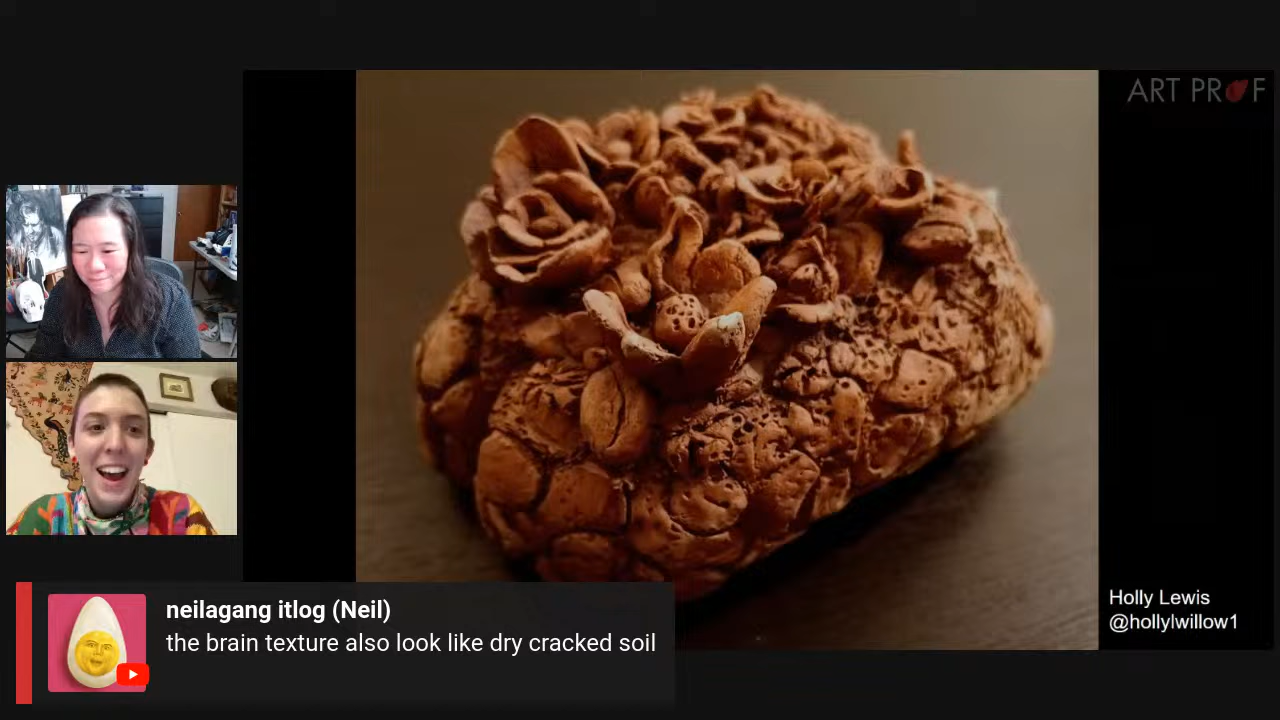 ART PROF
Holly Lewis
@hollylwillow1
neilagang itlog (Neil)
the brain texture also look like dry cracked soil